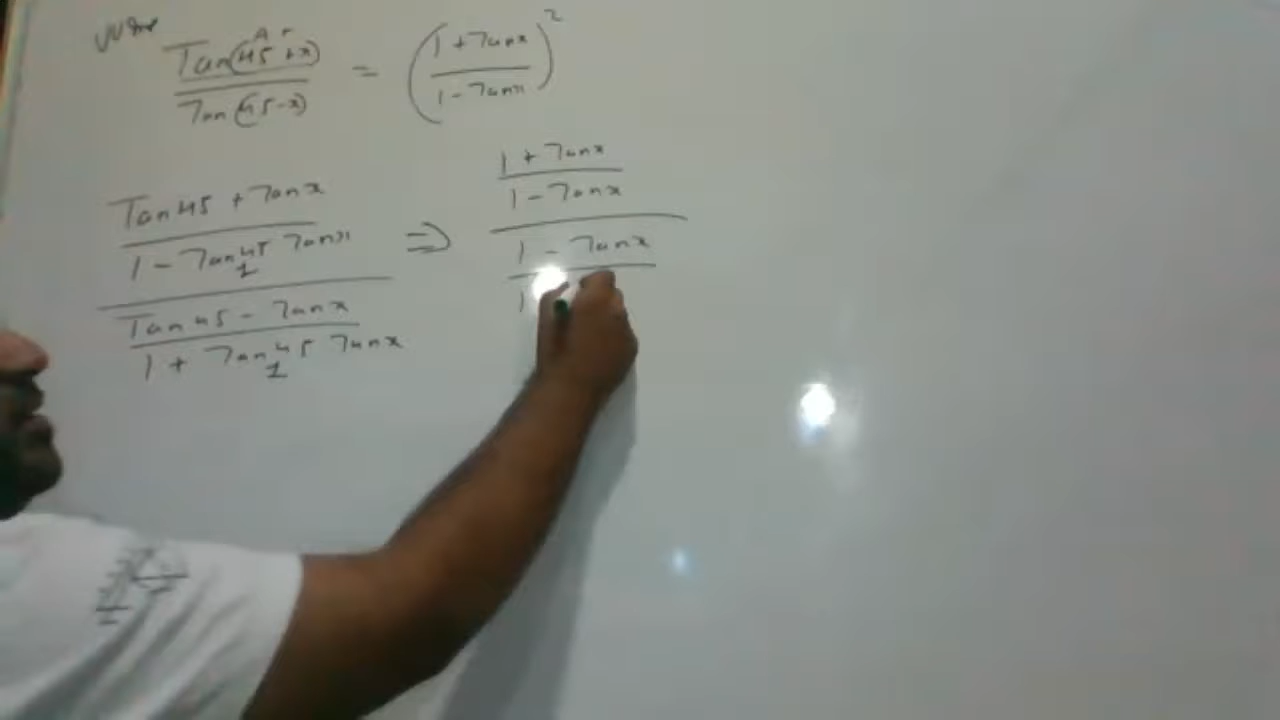 A
Tan(45+x) / Tan(45-x) = ((1+Tanx) / (1-Tanx))²
(Tan45 + Tanx) / (1 - Tan45 Tanx)
1
(Tan45 - Tanx) / (1 + Tan45 Tanx)
1
⇒
(1 + Tanx) / (1 - Tanx)
1 - Tanx
1